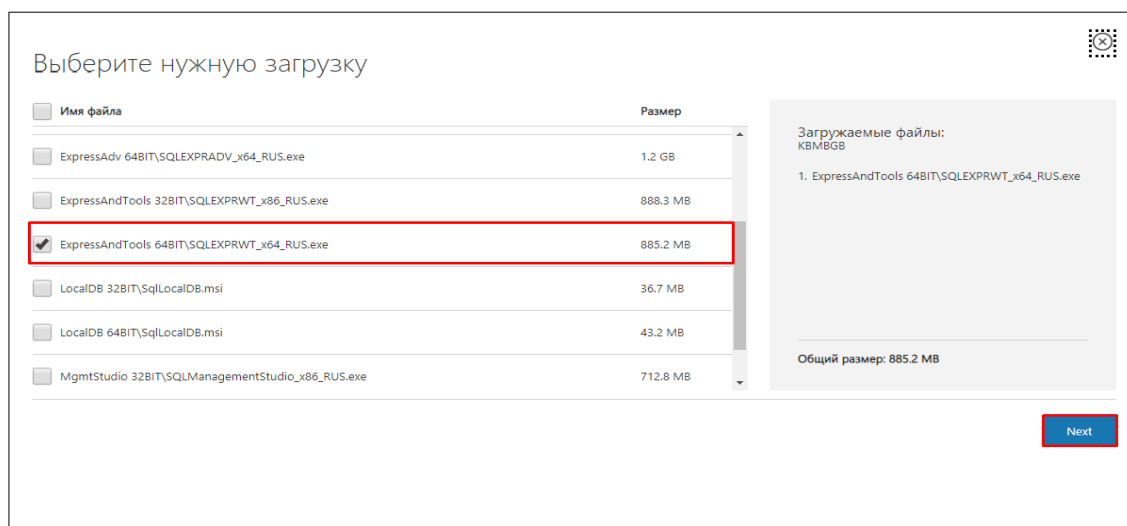 Выберите нужную загрузку
Имя файла Размер
ExpressAdv 64BIT\SQLEXPRADV_x64_RUS.exe 1.2 GB
ExpressAndTools 32BIT\SQLEXPRWT_x86_RUS.exe 888.3 MB
ExpressAndTools 64BIT\SQLEXPRWT_x64_RUS.exe 885.2 MB
LocalDB 32BIT\SqlLocalDB.msi 36.7 MB
LocalDB 64BIT\SqlLocalDB.msi 43.2 MB
MgmtStudio 32BIT\SQLManagementStudio_x86_RUS.exe 712.8 MB
Загружаемые файлы:
KBMBGB
1. ExpressAndTools 64BIT\SQLEXPRWT_x64_RUS.exe
Общий размер: 885.2 MB
Next